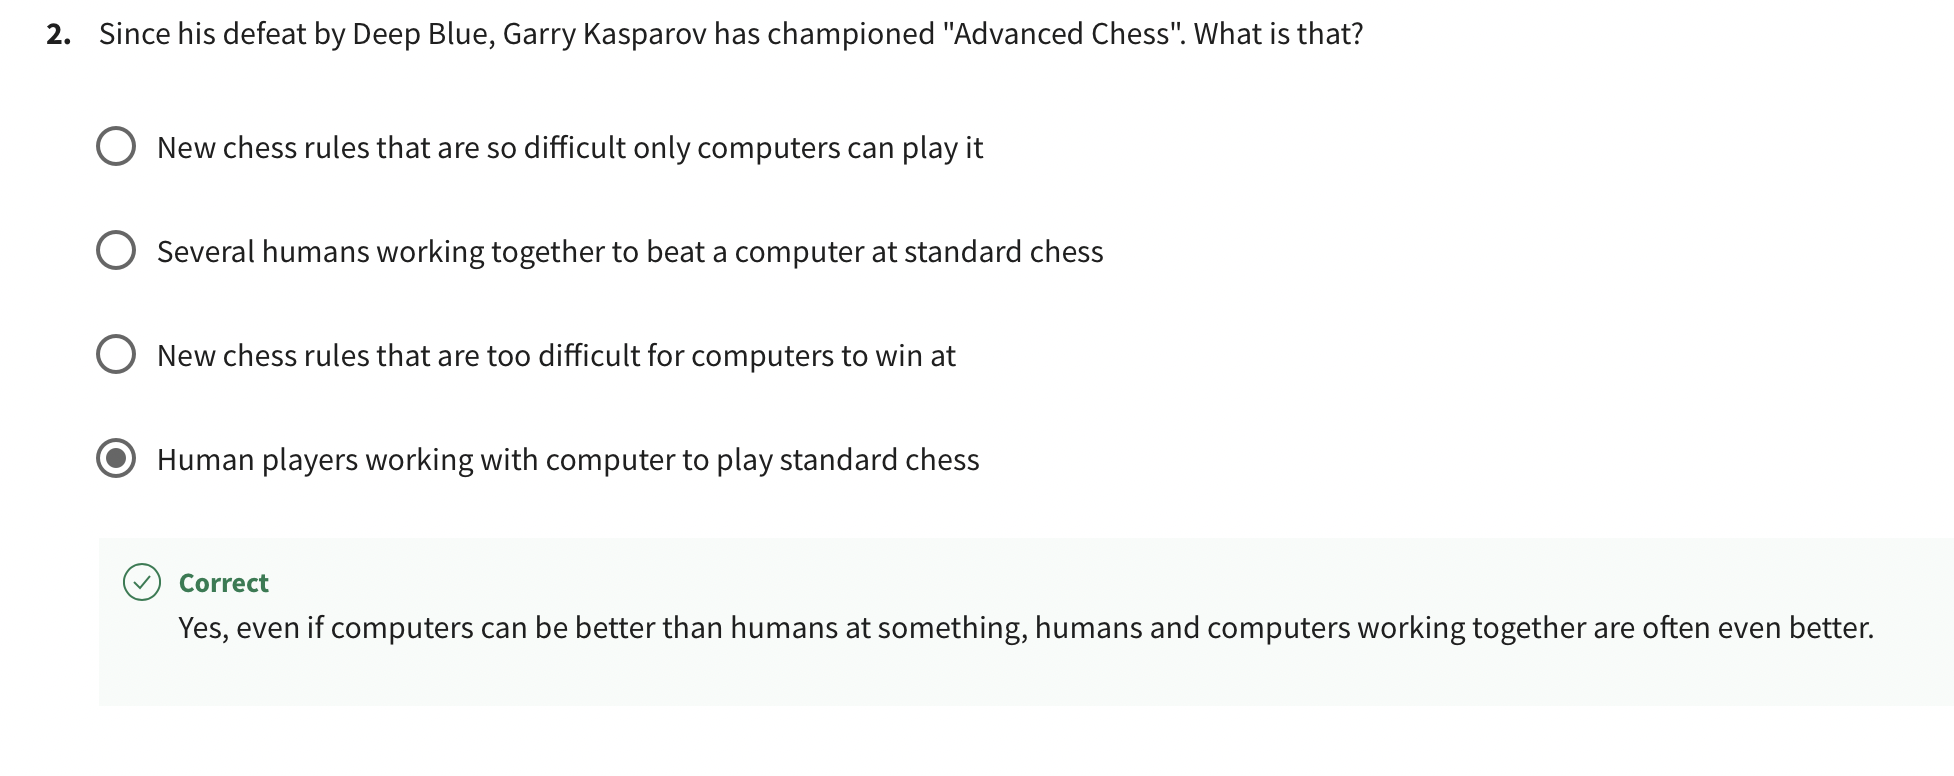 2. Since his defeat by Deep Blue, Garry Kasparov has championed "Advanced Chess". What is that?
New chess rules that are so difficult only computers can play it
Several humans working together to beat a computer at standard chess
New chess rules that are too difficult for computers to win at
Human players working with computer to play standard chess
Correct
Yes, even if computers can be better than humans at something, humans and computers working together are often even better.